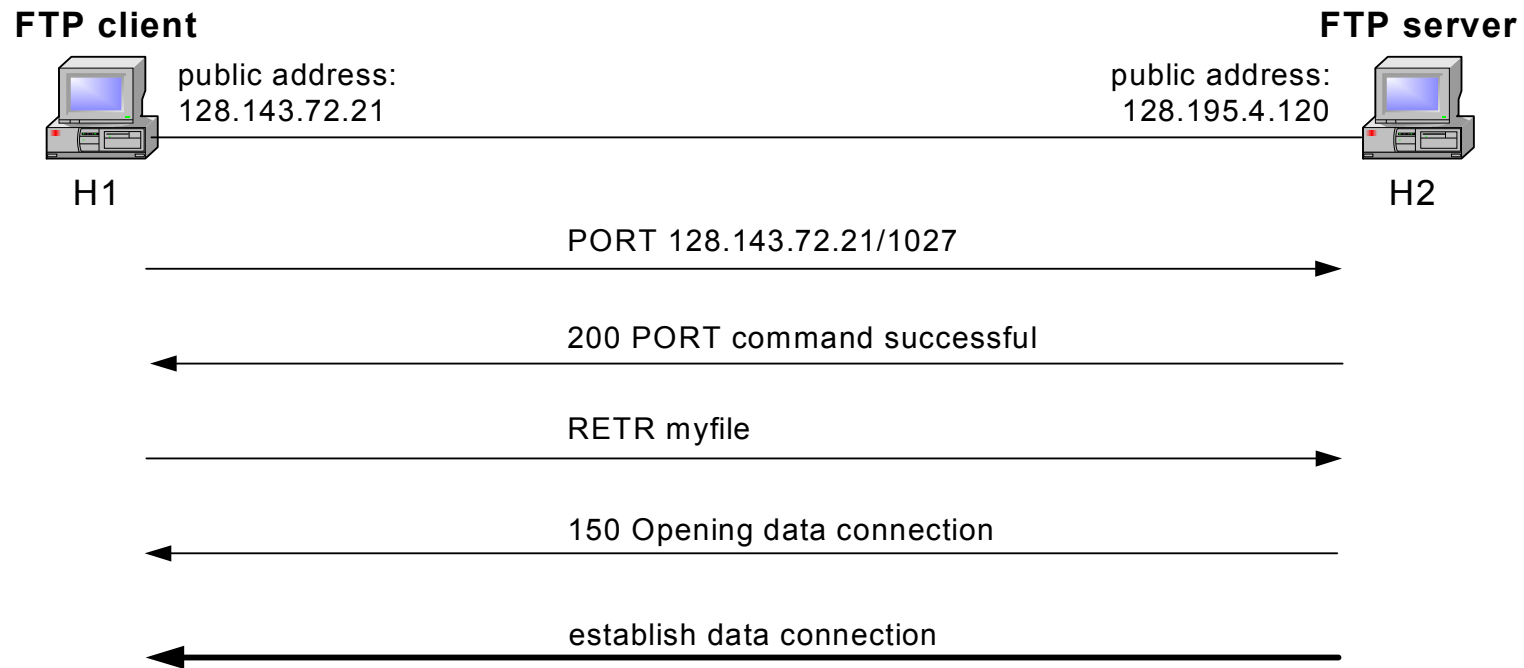 FTP client
FTP server
public address:
128.143.72.21
public address:
128.195.4.120
H1
H2
PORT 128.143.72.21/1027
200 PORT command successful
RETR myfile
150 Opening data connection
establish data connection